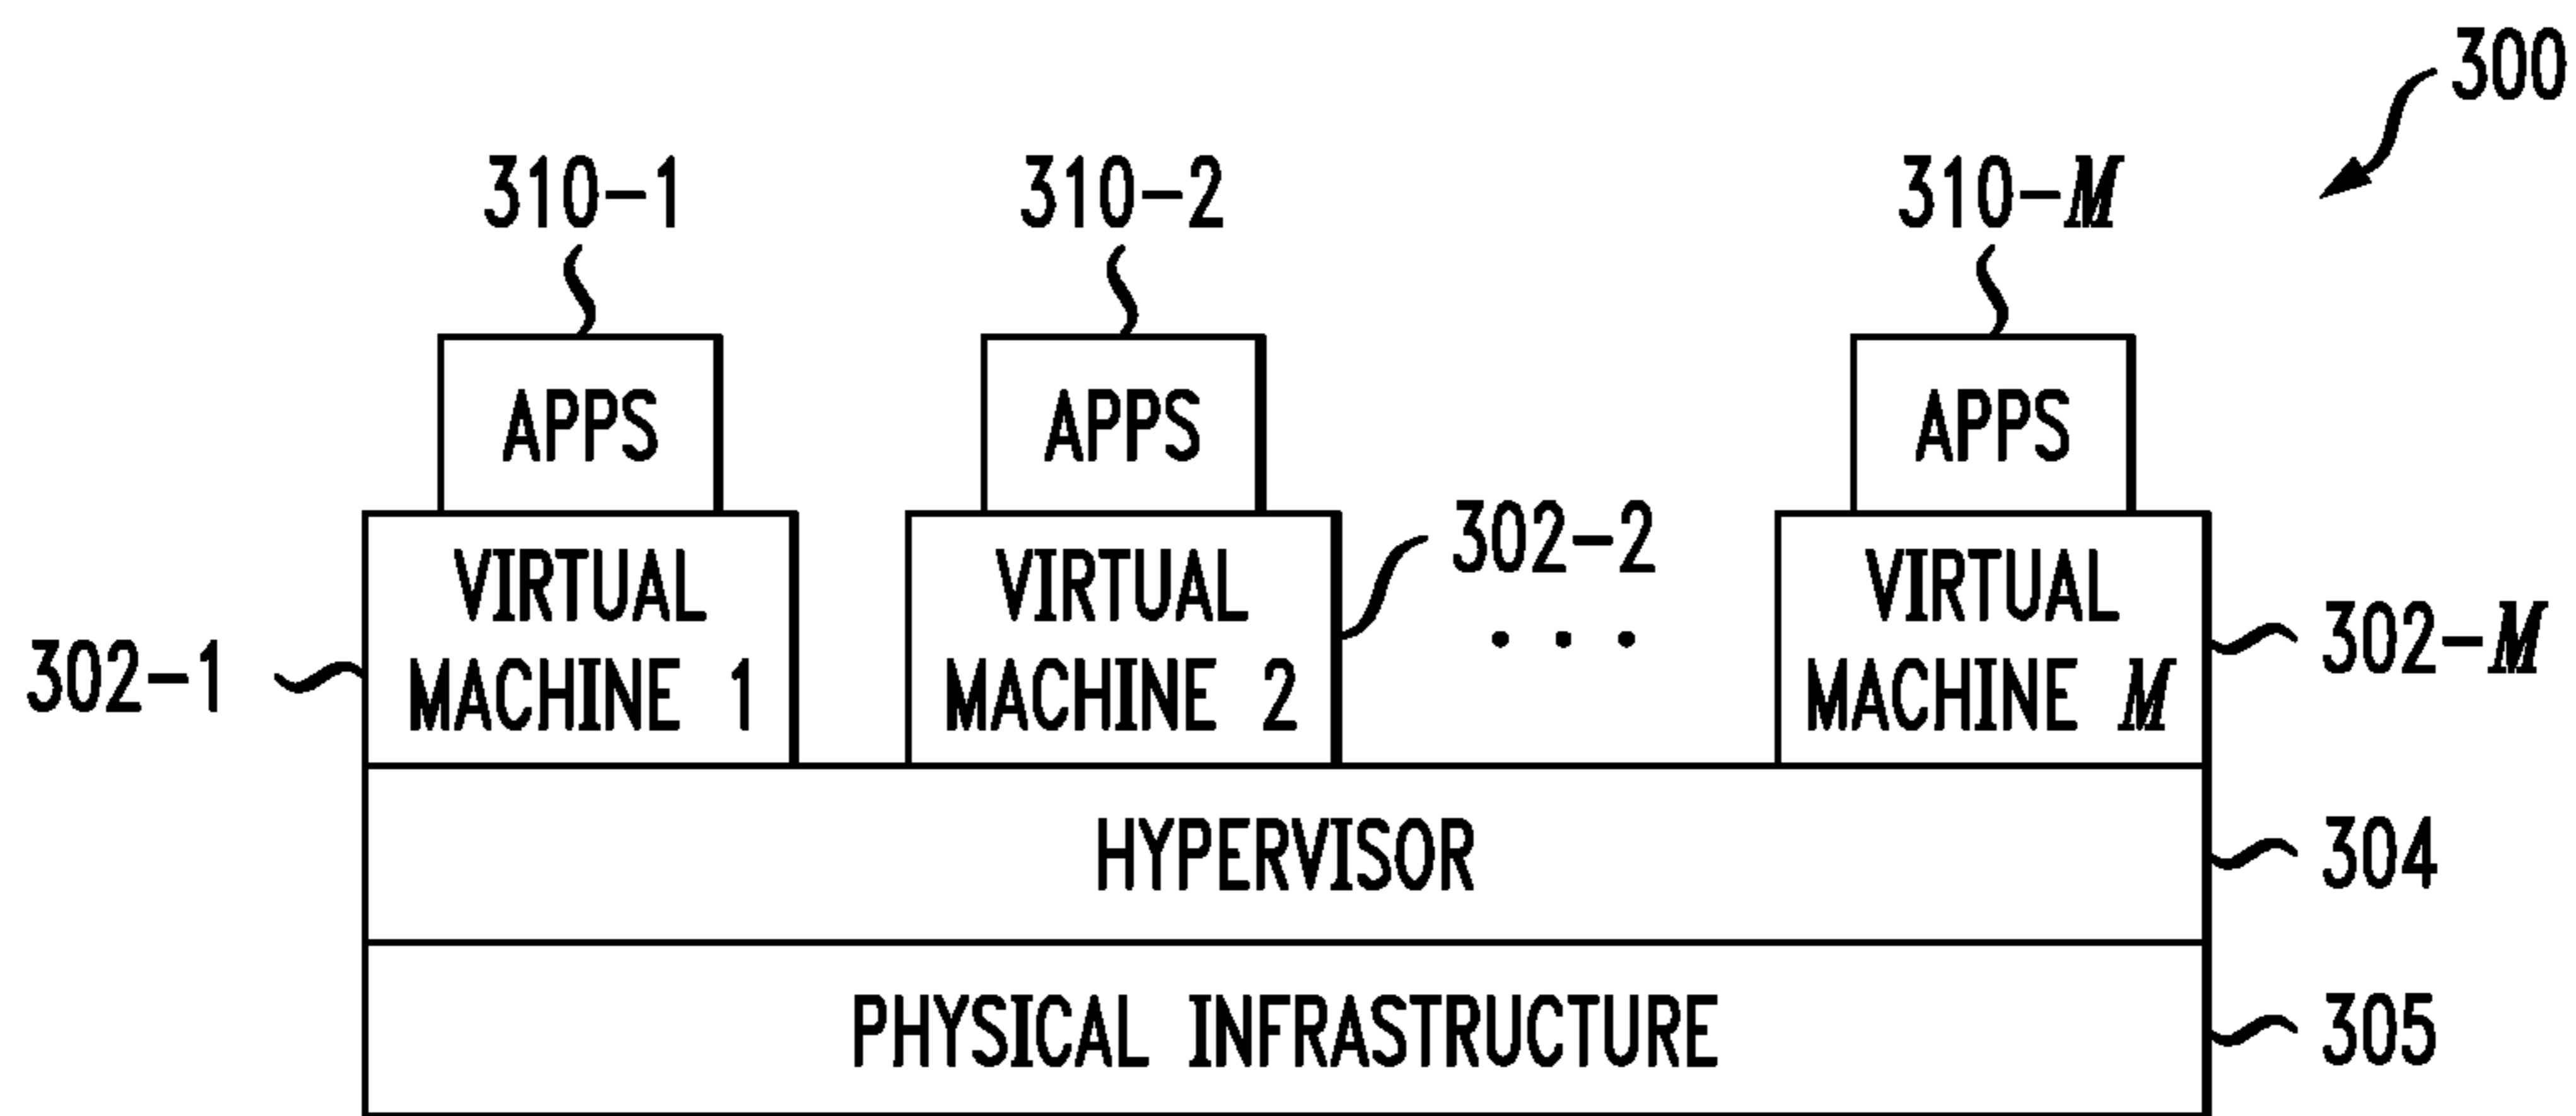 300
310-1
310-2
310-M
APPS
APPS
APPS
302-1
VIRTUAL
MACHINE 1
VIRTUAL
MACHINE 2
302-2
. . .
VIRTUAL
MACHINE M
302-M
HYPERVISOR
304
PHYSICAL INFRASTRUCTURE
305